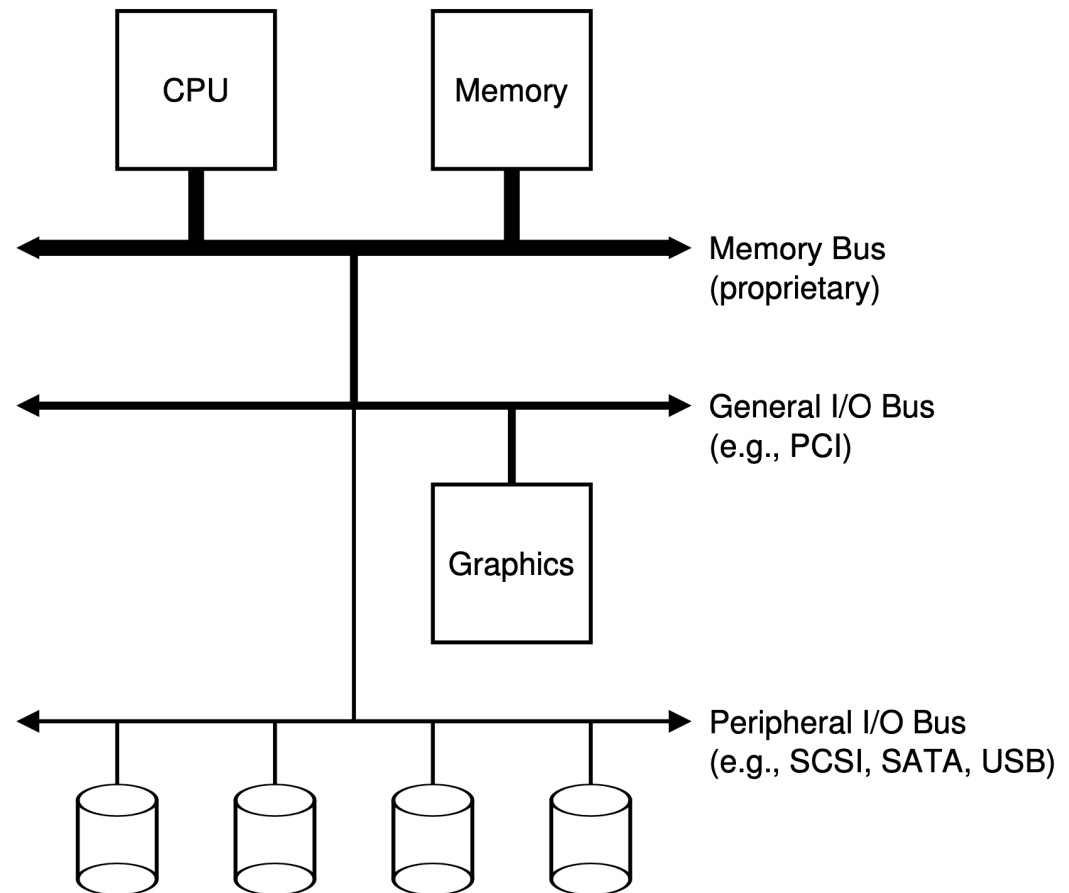 CPU
Memory
Memory Bus
(proprietary)
General I/O Bus
(e.g., PCI)
Graphics
Peripheral I/O Bus
(e.g., SCSI, SATA, USB)